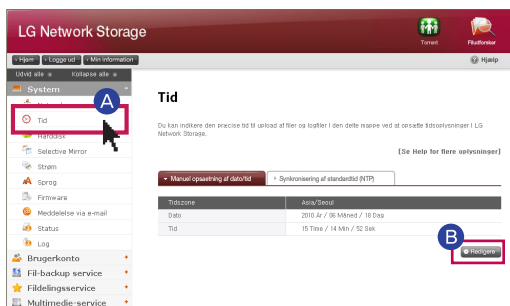 LG Network Storage
Torrent
Filudforsker
Hjem
Logge ud
Min information
Hjælp
Udvid alle
Kollapse alle
System
A
Tid
Harddisk
Selective Mirror
Strøm
Sprog
Firmware
Meddelelse via e-mail
Status
Log
Brugerkonto
Fil-backup service
Fildelingsservice
Multimedie-service
Tid
Du kan indikere den præcise tid til upload af filer og logfiler i den delte mappe ved at opsætte tidsoplysninger i LG
Network Storage.
[Se Help for flere oplysninger]
Manuel opsaetning af dato/tid
Synkronisering af standardtid (NTP)
Tidszone Asia/Seoul
Dato 2010 År / 06 Måned / 18 Dag
Tid 15 Time / 14 Min / 52 Sek
B
Redigere